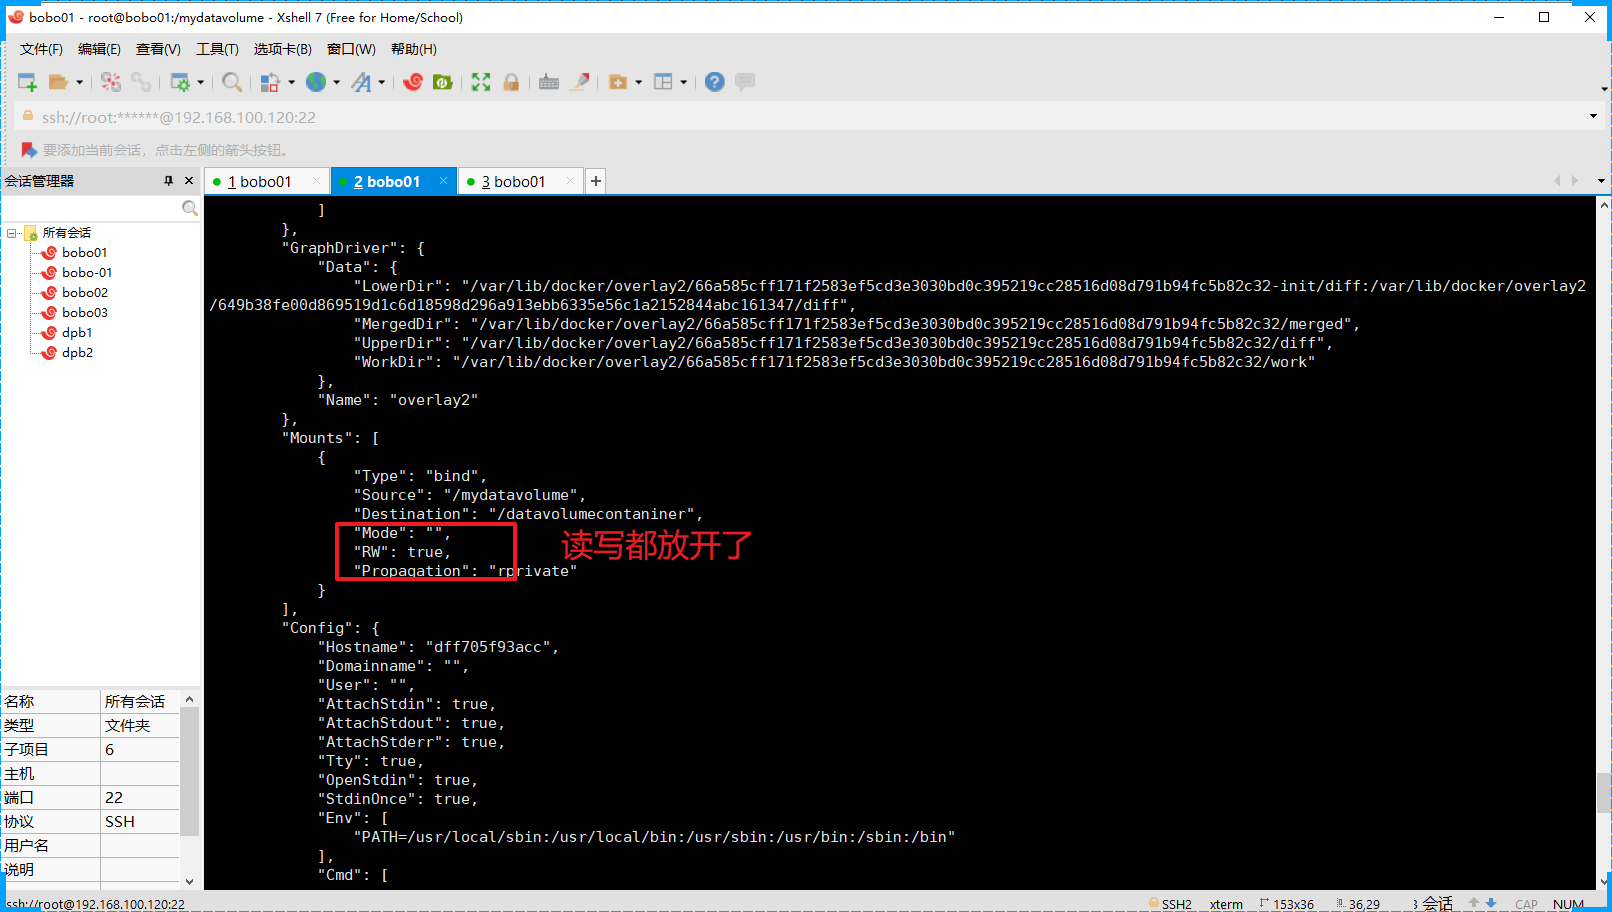 bobo01 - root@bobo01:/mydatavolume - Xshell 7 (Free for Home/School)
文件(F) 编辑(E) 查看(V) 工具(T) 选项卡(B) 窗口(W) 帮助(H)
ssh://root:******@192.168.100.120:22
要添加当前会话，点击左侧的箭头按钮。
会话管理器
1 bobo01
2 bobo01
3 bobo01
所有会话
bobo01
bobo-01
bobo02
bobo03
dpb1
dpb2
名称 所有会话
类型 文件夹
子项目 6
主机
端口 22
协议 SSH
用户名
说明
]
},
"GraphDriver": {
"Data": {
"LowerDir": "/var/lib/docker/overlay2/66a585cff171f2583ef5cd3e3030bd0c395219cc28516d08d791b94fc5b82c32-init/diff:/var/lib/docker/overlay2
/649b38fe00d869519d1c6d18598d296a913ebb6335e56c1a2152844abc161347/diff",
"MergedDir": "/var/lib/docker/overlay2/66a585cff171f2583ef5cd3e3030bd0c395219cc28516d08d791b94fc5b82c32/merged",
"UpperDir": "/var/lib/docker/overlay2/66a585cff171f2583ef5cd3e3030bd0c395219cc28516d08d791b94fc5b82c32/diff",
"WorkDir": "/var/lib/docker/overlay2/66a585cff171f2583ef5cd3e3030bd0c395219cc28516d08d791b94fc5b82c32/work"
},
"Name": "overlay2"
},
"Mounts": [
{
"Type": "bind",
"Source": "/mydatavolume",
"Destination": "/datavolumecontaniner",
"Mode": "",
"RW": true,
"Propagation": "rprivate"
读写都放开了
}
],
"Config": {
"Hostname": "dff705f93acc",
"Domainname": "",
"User": "",
"AttachStdin": true,
"AttachStdout": true,
"AttachStderr": true,
"Tty": true,
"OpenStdin": true,
"StdinOnce": true,
"Env": [
"PATH=/usr/local/sbin:/usr/local/bin:/usr/sbin:/usr/bin:/sbin:/bin"
],
"Cmd": [
ssh://root@192.168.100.120:22
SSH2 xterm 153x36 36,29 3 会话 CAP NUM